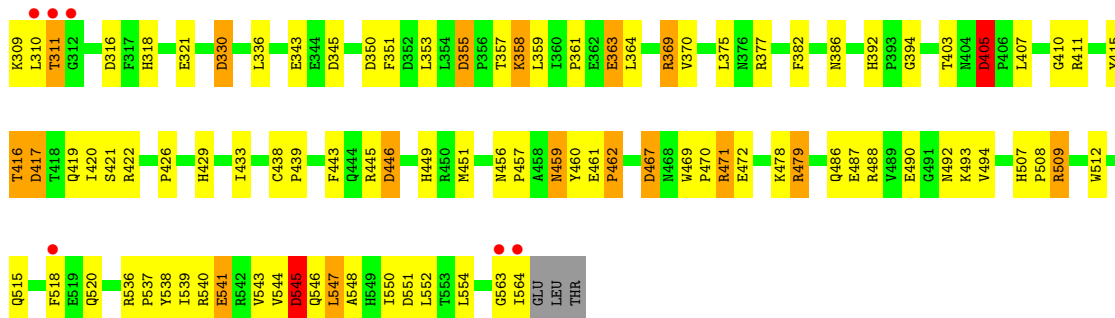 K309 L310 T311 G312 D316 F317 H318 E321 D330 L336 E343 E344 D345 D350 F351 D352 L353 L354 D355 P356 T357 K358 L359 I360 P361 E362 E363 L364 R369 V370 L375 N376 R377 F382 N386 H392 P393 G394 T403 N404 D405 P406 L407 G410 R411
T416 D417 T418 Q419 I420 S421 R422 P426 H429 I433 C438 P439 F443 Q444 R445 D446 H449 R450 M451 N456 P457 A458 N459 Y460 E461 P462 D467 N468 W469 P470 R471 E472 K478 R479 Q486 E487 R488 V489 E490 G491 N492 K493 V494 H507 P508 R509 W512
Q515 F518 E519 Q520 R536 P537 Y538 I539 R540 E541 R542 V543 V544 D545 Q546 L547 A548 H549 I550 D551 L552 T553 L554 G563 I564 GLU LEU THR